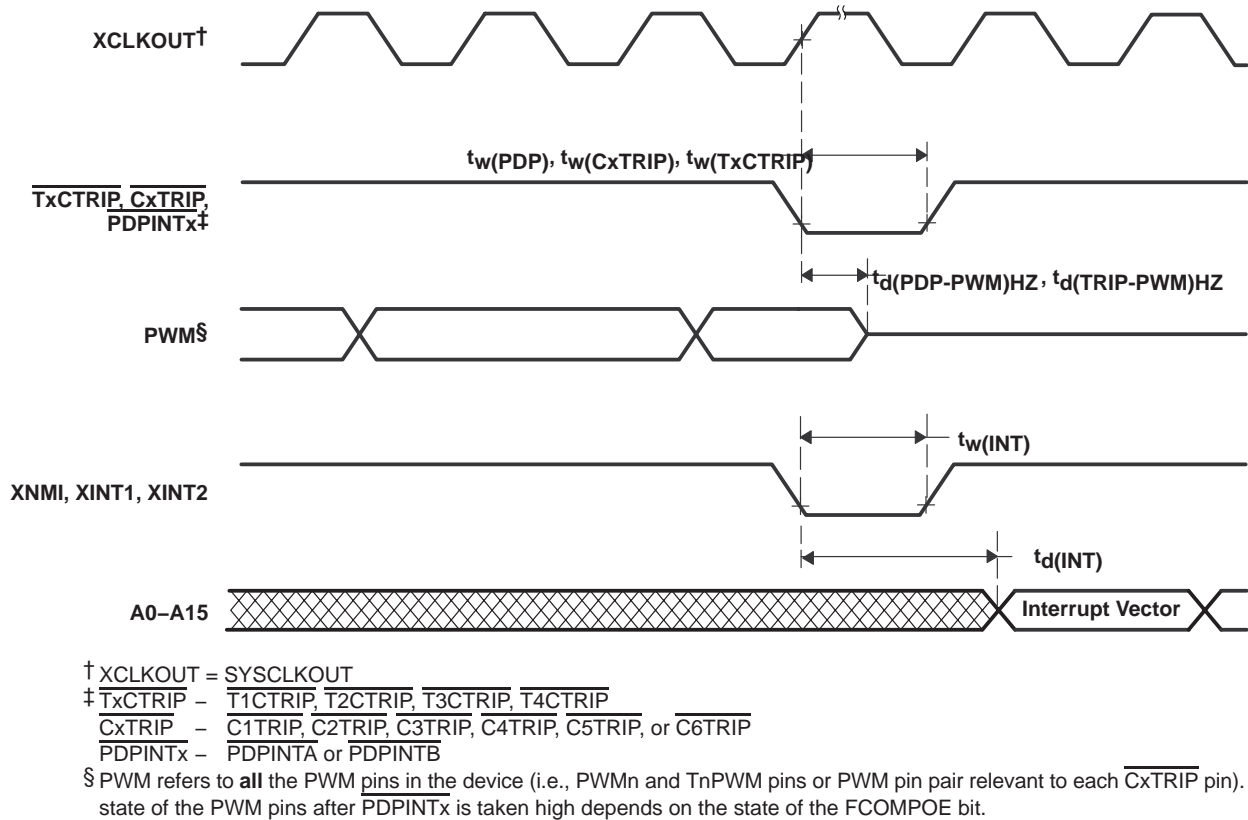 XCLKOUT†
tw(PDP), tw(CxTRIP), tw(TxCTRIP)
TxCTRIP, CxTRIP,
PDPINTx‡
td(PDP-PWM)HZ, td(TRIP-PWM)HZ
PWM§
tw(INT)
XNMI, XINT1, XINT2
td(INT)
A0–A15
Interrupt Vector
† XCLKOUT = SYSCLKOUT
‡ TxCTRIP – T1CTRIP, T2CTRIP, T3CTRIP, T4CTRIP
CxTRIP – C1TRIP, C2TRIP, C3TRIP, C4TRIP, C5TRIP, or C6TRIP
PDPINTx – PDPINTA or PDPINTB
§ PWM refers to all the PWM pins in the device (i.e., PWMn and TnPWM pins or PWM pin pair relevant to each CxTRIP pin).
state of the PWM pins after PDPINTx is taken high depends on the state of the FCOMPOE bit.